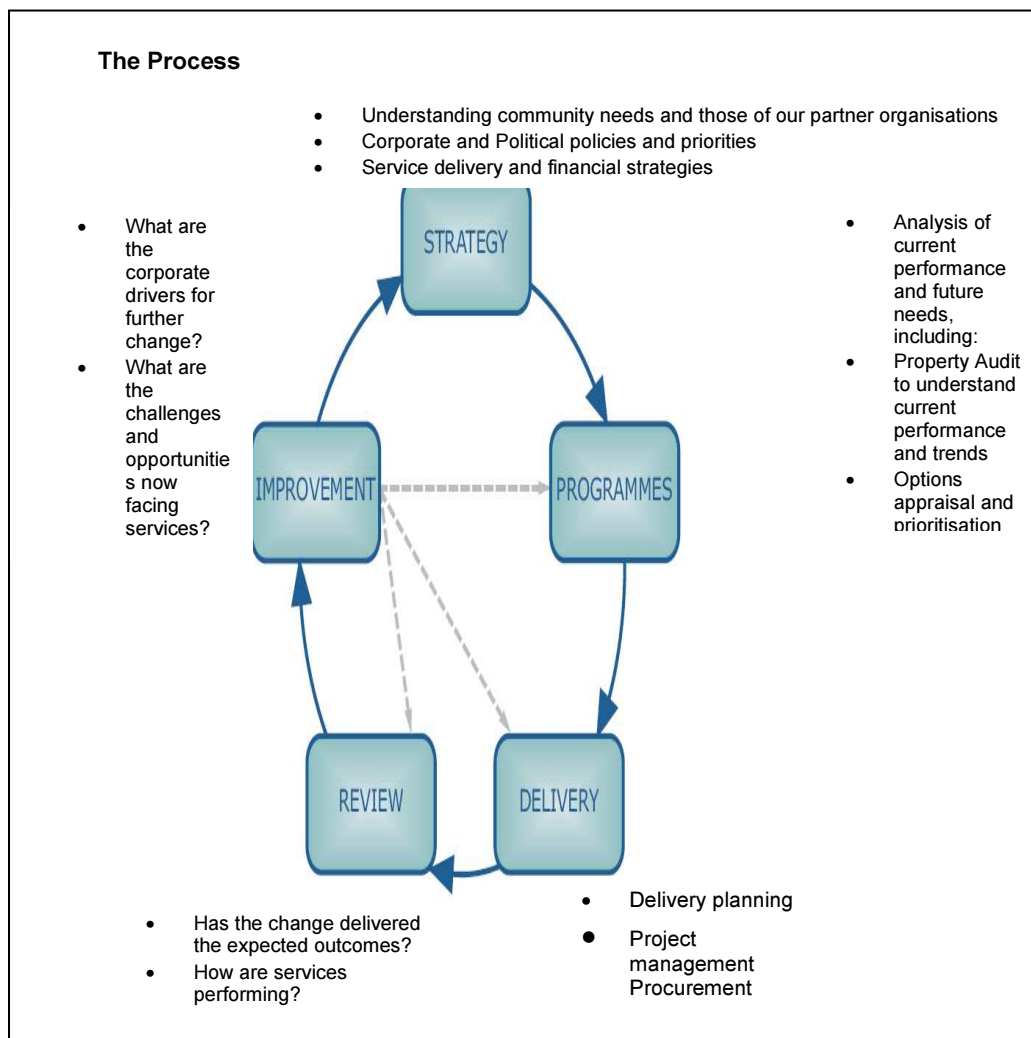 The Process
• Understanding community needs and those of our partner organisations
• Corporate and Political policies and priorities
• Service delivery and financial strategies
STRATEGY
• What are
the
corporate
drivers for
further
change?
• What are
the
challenges
and
opportunitie
s now
facing
services?
• Analysis of
current
performance
and future
needs,
including:
• Property Audit
to understand
current
performance
and trends
• Options
appraisal and
prioritisation
IMPROVEMENT
PROGRAMMES
REVIEW
DELIVERY
• Has the change delivered
the expected outcomes?
• How are services
performing?
• Delivery planning
• Project
management
Procurement